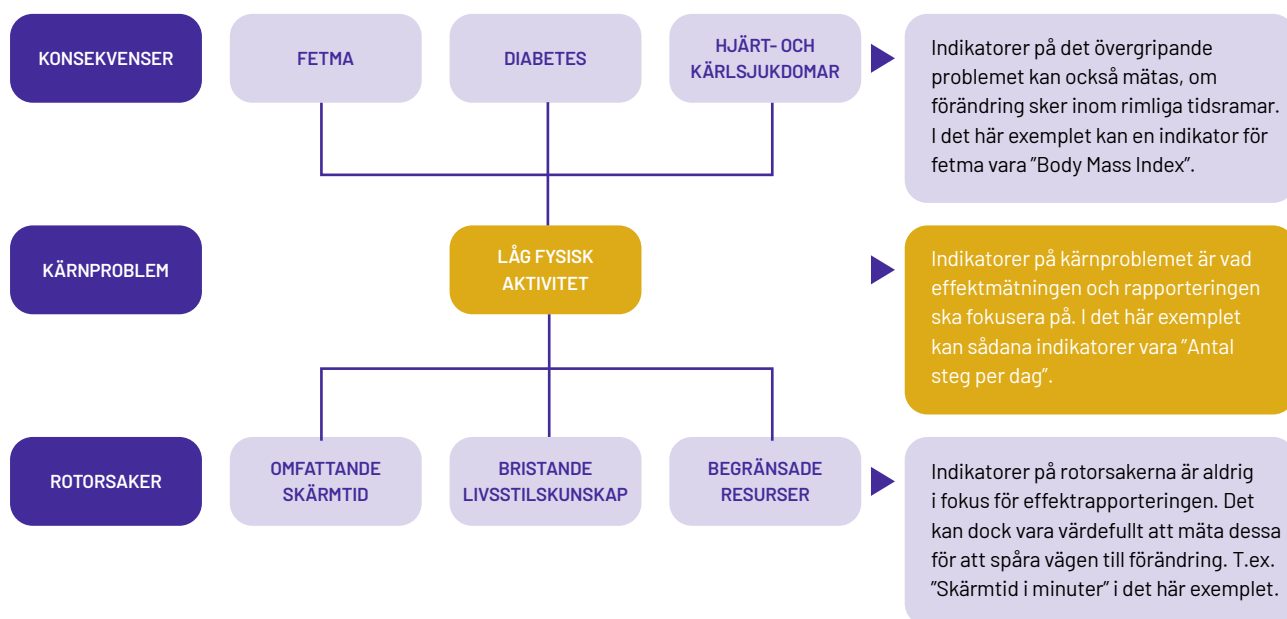 KONSEKVENSER
FETMA
DIABETES
HJÄRT- OCH
KÄRLSJUKDOMAR
Indikatorer på det övergripande
problemet kan också mätas, om
förändring sker inom rimliga tidsramar.
I det här exemplet kan en indikator för
fetma vara ”Body Mass Index”.
KÄRNPROBLEM
LÅG FYSISK
AKTIVITET
Indikatorer på kärnproblemet är vad
effektmätningen och rapporteringen
ska fokusera på. I det här exemplet
kan sådana indikatorer vara ”Antal
steg per dag”.
ROTORSAKER
OMFATTANDE
SKÄRMTID
BRISTANDE
LIVSSTILSKUNSKAP
BEGRÄNSADE
RESURSER
Indikatorer på rotorsakerna är aldrig
i fokus för effektrapporteringen. Det
kan dock vara värdefullt att mäta dessa
för att spåra vägen till förändring. T.ex.
”Skärmtid i minuter” i det här exemplet.